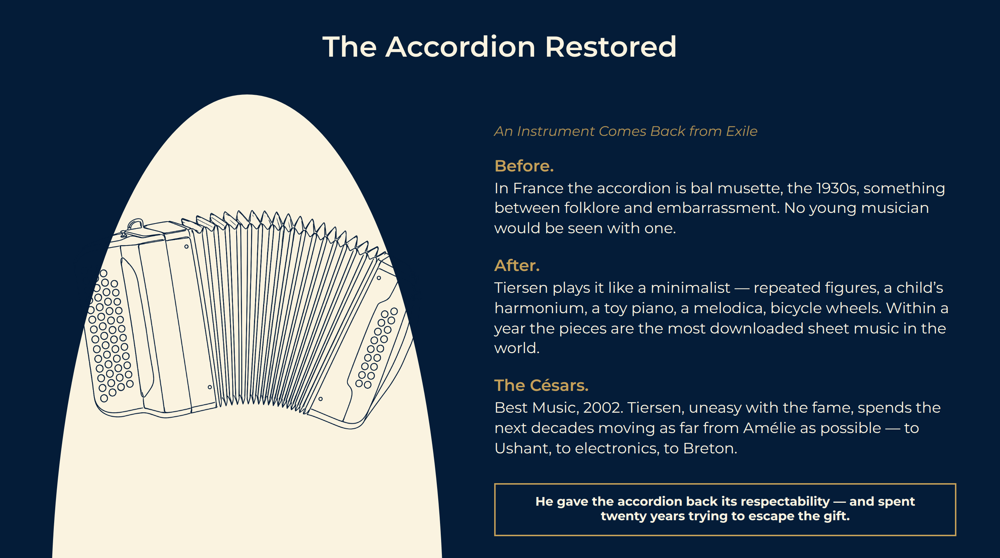 The Accordion Restored
An Instrument Comes Back from Exile
Before.
In France the accordion is bal musette, the 1930s, something
between folklore and embarrassment. No young musician
would be seen with one.
After.
Tiersen plays it like a minimalist — repeated figures, a child’s
harmonium, a toy piano, a melodica, bicycle wheels. Within a
year the pieces are the most downloaded sheet music in the
world.
The Césars.
Best Music, 2002. Tiersen, uneasy with the fame, spends the
next decades moving as far from Amélie as possible — to
Ushant, to electronics, to Breton.
He gave the accordion back its respectability — and spent
twenty years trying to escape the gift.